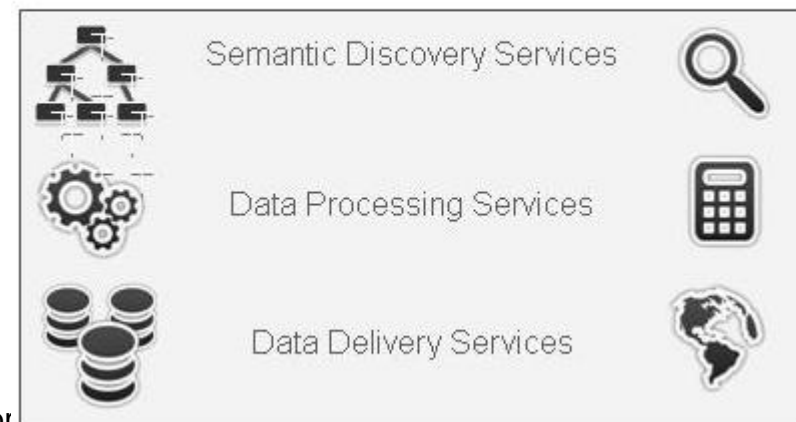 Semantic Discovery Services
Data Processing Services
Data Delivery Services